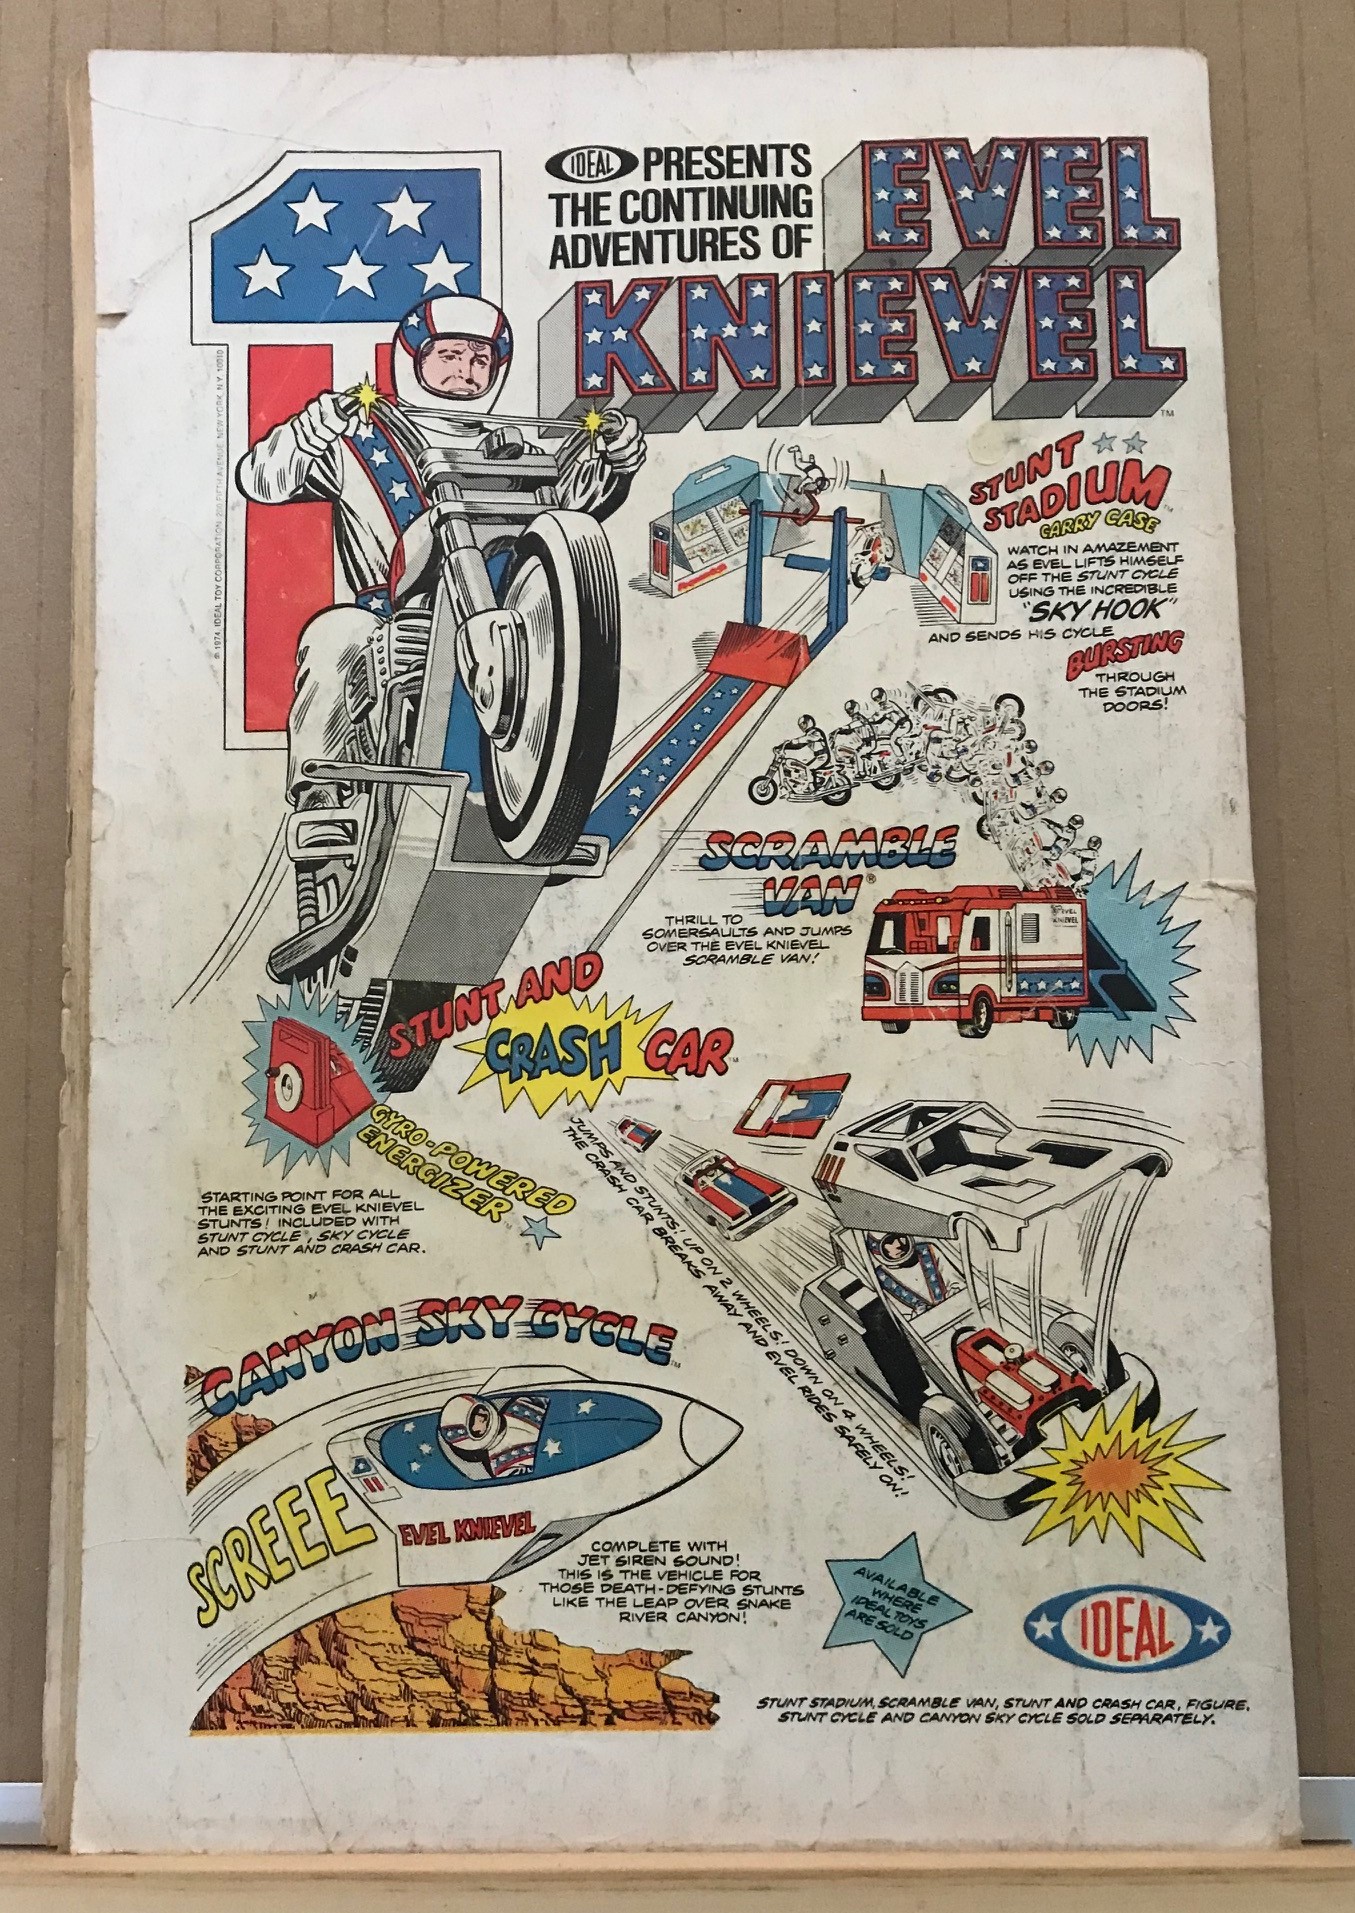 IDEAL PRESENTS
THE CONTINUING
ADVENTURES OF
EVEL
KNIEVEL
TM
© 1974, IDEAL TOY CORPORATION, 200 FIFTH AVENUE, NEW YORK, N.Y. 10010
STUNT
STADIUM
TM
CARRY CASE
WATCH IN AMAZEMENT
AS EVEL LIFTS HIMSELF
OFF THE STUNT CYCLE
USING THE INCREDIBLE
"SKY HOOK"
AND SENDS HIS CYCLE
BURSTING
THROUGH
THE STADIUM
DOORS!
SCRAMBLE
VAN®
THRILL TO
SOMERSAULTS AND JUMPS
OVER THE EVEL KNIEVEL
SCRAMBLE VAN!
EVEL
KNIEVEL
STUNT AND
CRASH CAR™
GYRO-POWERED
ENERGIZER™
STARTING POINT FOR ALL
THE EXCITING EVEL KNIEVEL
STUNTS! INCLUDED WITH
STUNT CYCLE, SKY CYCLE
AND STUNT AND CRASH CAR.
JUMPS AND STUNTS! UP ON 2 WHEELS! DOWN ON 4 WHEELS!
THE CRASH CAR BREAKS AWAY AND EVEL RIDES SAFELY ON!
CANYON SKY CYCLE™
SCREEE
EVEL KNIEVEL
COMPLETE WITH
JET SIREN SOUND!
THIS IS THE VEHICLE FOR
THOSE DEATH-DEFYING STUNTS
LIKE THE LEAP OVER SNAKE
RIVER CANYON!
AVAILABLE
WHERE
IDEAL TOYS
ARE SOLD
IDEAL
STUNT STADIUM, SCRAMBLE VAN, STUNT AND CRASH CAR, FIGURE,
STUNT CYCLE AND CANYON SKY CYCLE SOLD SEPARATELY.